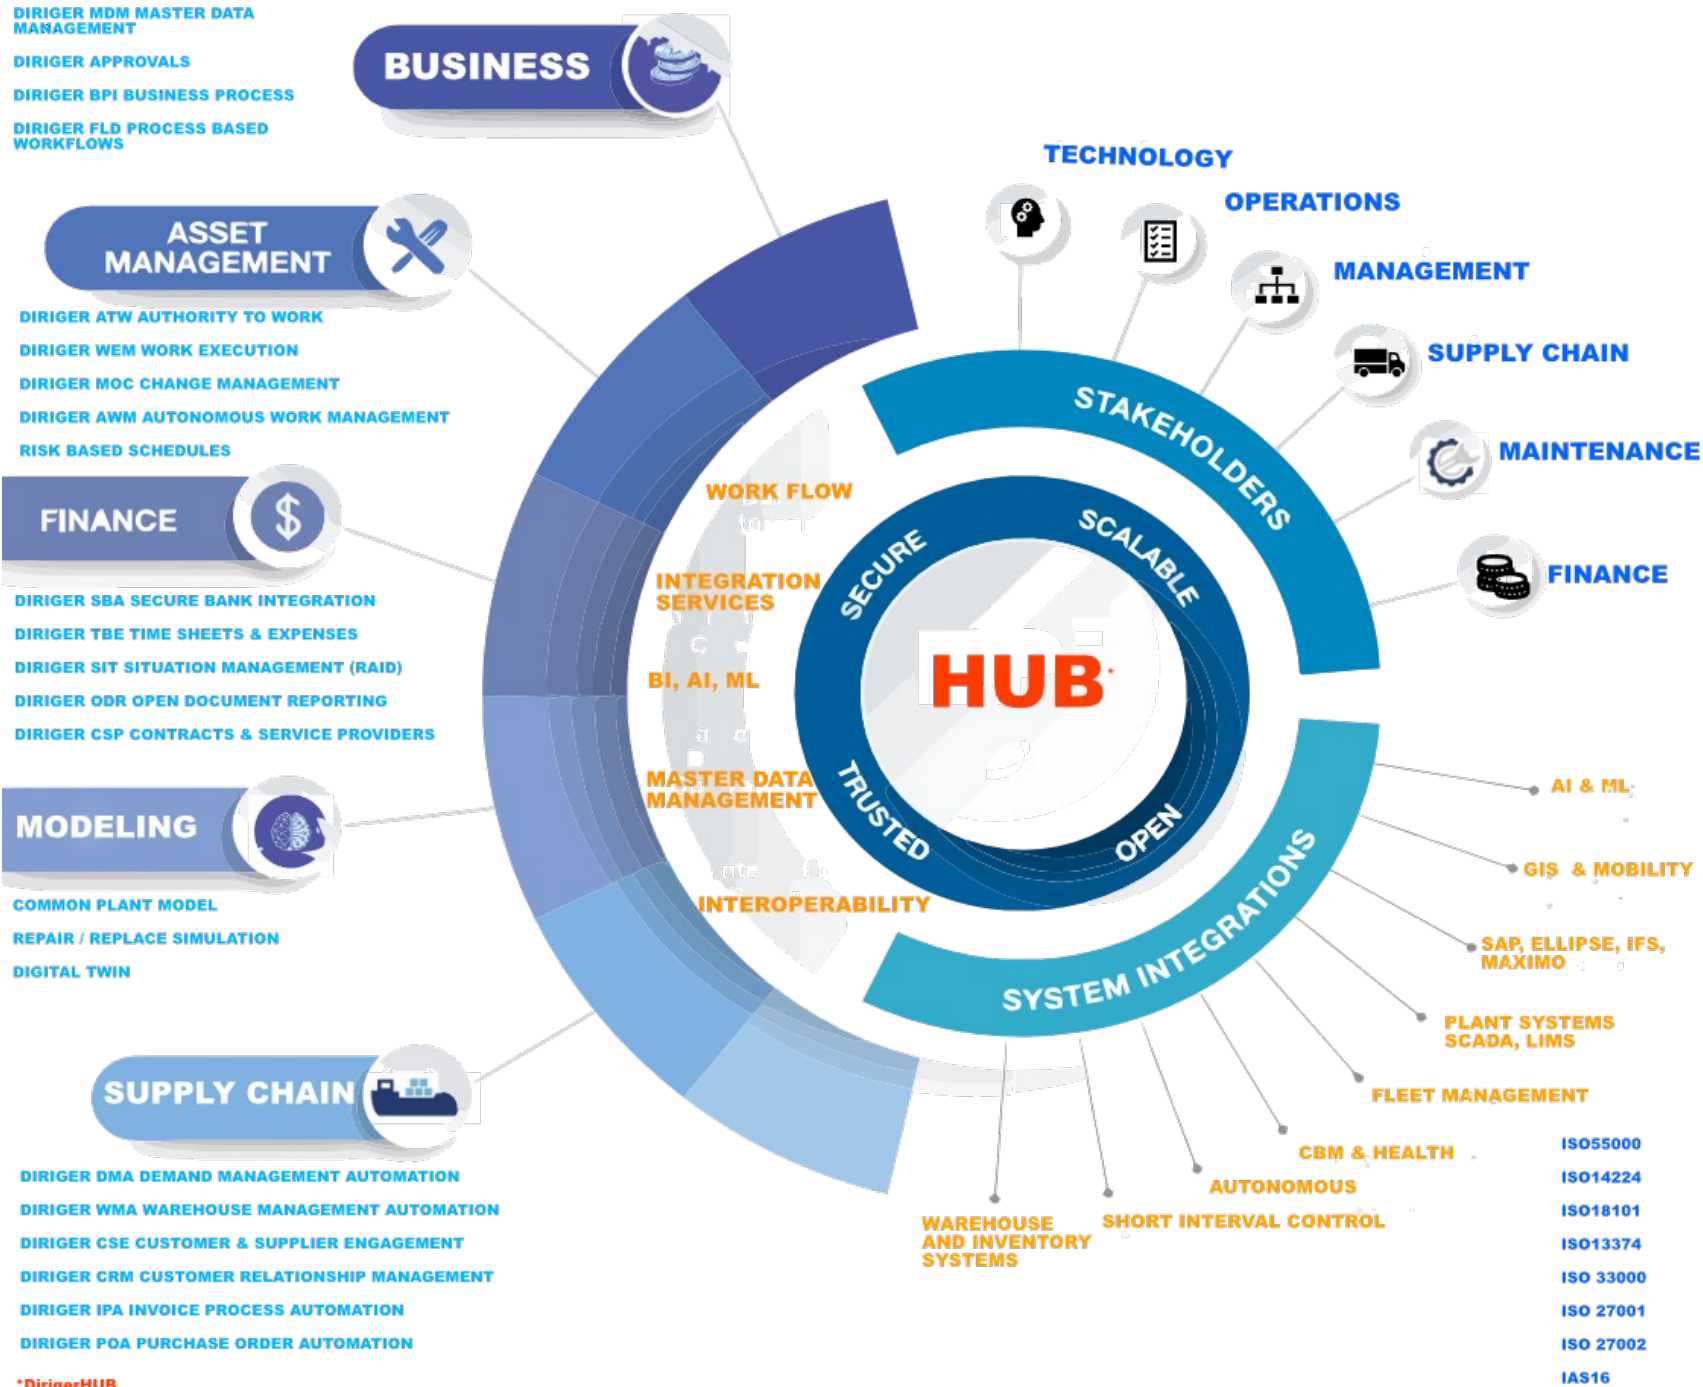 DIRIGER MDM MASTER DATA
MANAGEMENT
DIRIGER APPROVALS
DIRIGER BPI BUSINESS PROCESS
DIRIGER FLD PROCESS BASED
WORKFLOWS
BUSINESS
ASSET
MANAGEMENT
DIRIGER ATW AUTHORITY TO WORK
DIRIGER WEM WORK EXECUTION
DIRIGER MOC CHANGE MANAGEMENT
DIRIGER AWM AUTONOMOUS WORK MANAGEMENT
RISK BASED SCHEDULES
FINANCE
DIRIGER SBA SECURE BANK INTEGRATION
DIRIGER TBE TIME SHEETS & EXPENSES
DIRIGER SIT SITUATION MANAGEMENT (RAID)
DIRIGER ODR OPEN DOCUMENT REPORTING
DIRIGER CSP CONTRACTS & SERVICE PROVIDERS
MODELING
COMMON PLANT MODEL
REPAIR / REPLACE SIMULATION
DIGITAL TWIN
SUPPLY CHAIN
DIRIGER DMA DEMAND MANAGEMENT AUTOMATION
DIRIGER WMA WAREHOUSE MANAGEMENT AUTOMATION
DIRIGER CSE CUSTOMER & SUPPLIER ENGAGEMENT
DIRIGER CRM CUSTOMER RELATIONSHIP MANAGEMENT
DIRIGER IPA INVOICE PROCESS AUTOMATION
DIRIGER POA PURCHASE ORDER AUTOMATION
*DirigerHUB
WORK FLOW
INTEGRATION
SERVICES
BI, AI, ML
MASTER DATA
MANAGEMENT
INTEROPERABILITY
SECURE
SCALABLE
TRUSTED
OPEN
HUB*
STAKEHOLDERS
TECHNOLOGY
OPERATIONS
MANAGEMENT
SUPPLY CHAIN
MAINTENANCE
FINANCE
SYSTEM INTEGRATIONS
AI & ML
GIS & MOBILITY
SAP, ELLIPSE, IFS,
MAXIMO
PLANT SYSTEMS
SCADA, LIMS
FLEET MANAGEMENT
CBM & HEALTH
AUTONOMOUS
SHORT INTERVAL CONTROL
WAREHOUSE
AND INVENTORY
SYSTEMS
ISO55000
ISO14224
ISO18101
ISO13374
ISO 33000
ISO 27001
ISO 27002
IAS16